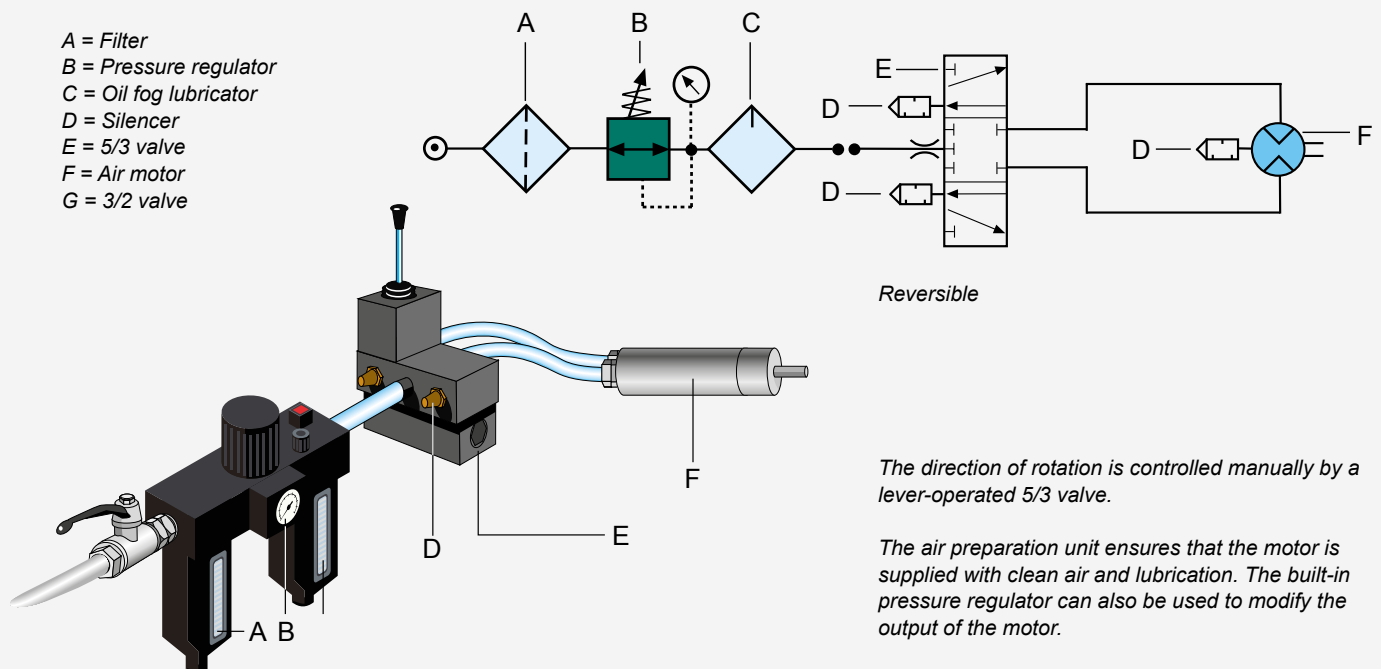 A = Filter
B = Pressure regulator
C = Oil fog lubricator
D = Silencer
E = 5/3 valve
F = Air motor
G = 3/2 valve
A
B
C
E
D
D
D
F
Reversible
F
D
E
A B
The direction of rotation is controlled manually by a
lever-operated 5/3 valve.
The air preparation unit ensures that the motor is
supplied with clean air and lubrication. The built-in
pressure regulator can also be used to modify the
output of the motor.